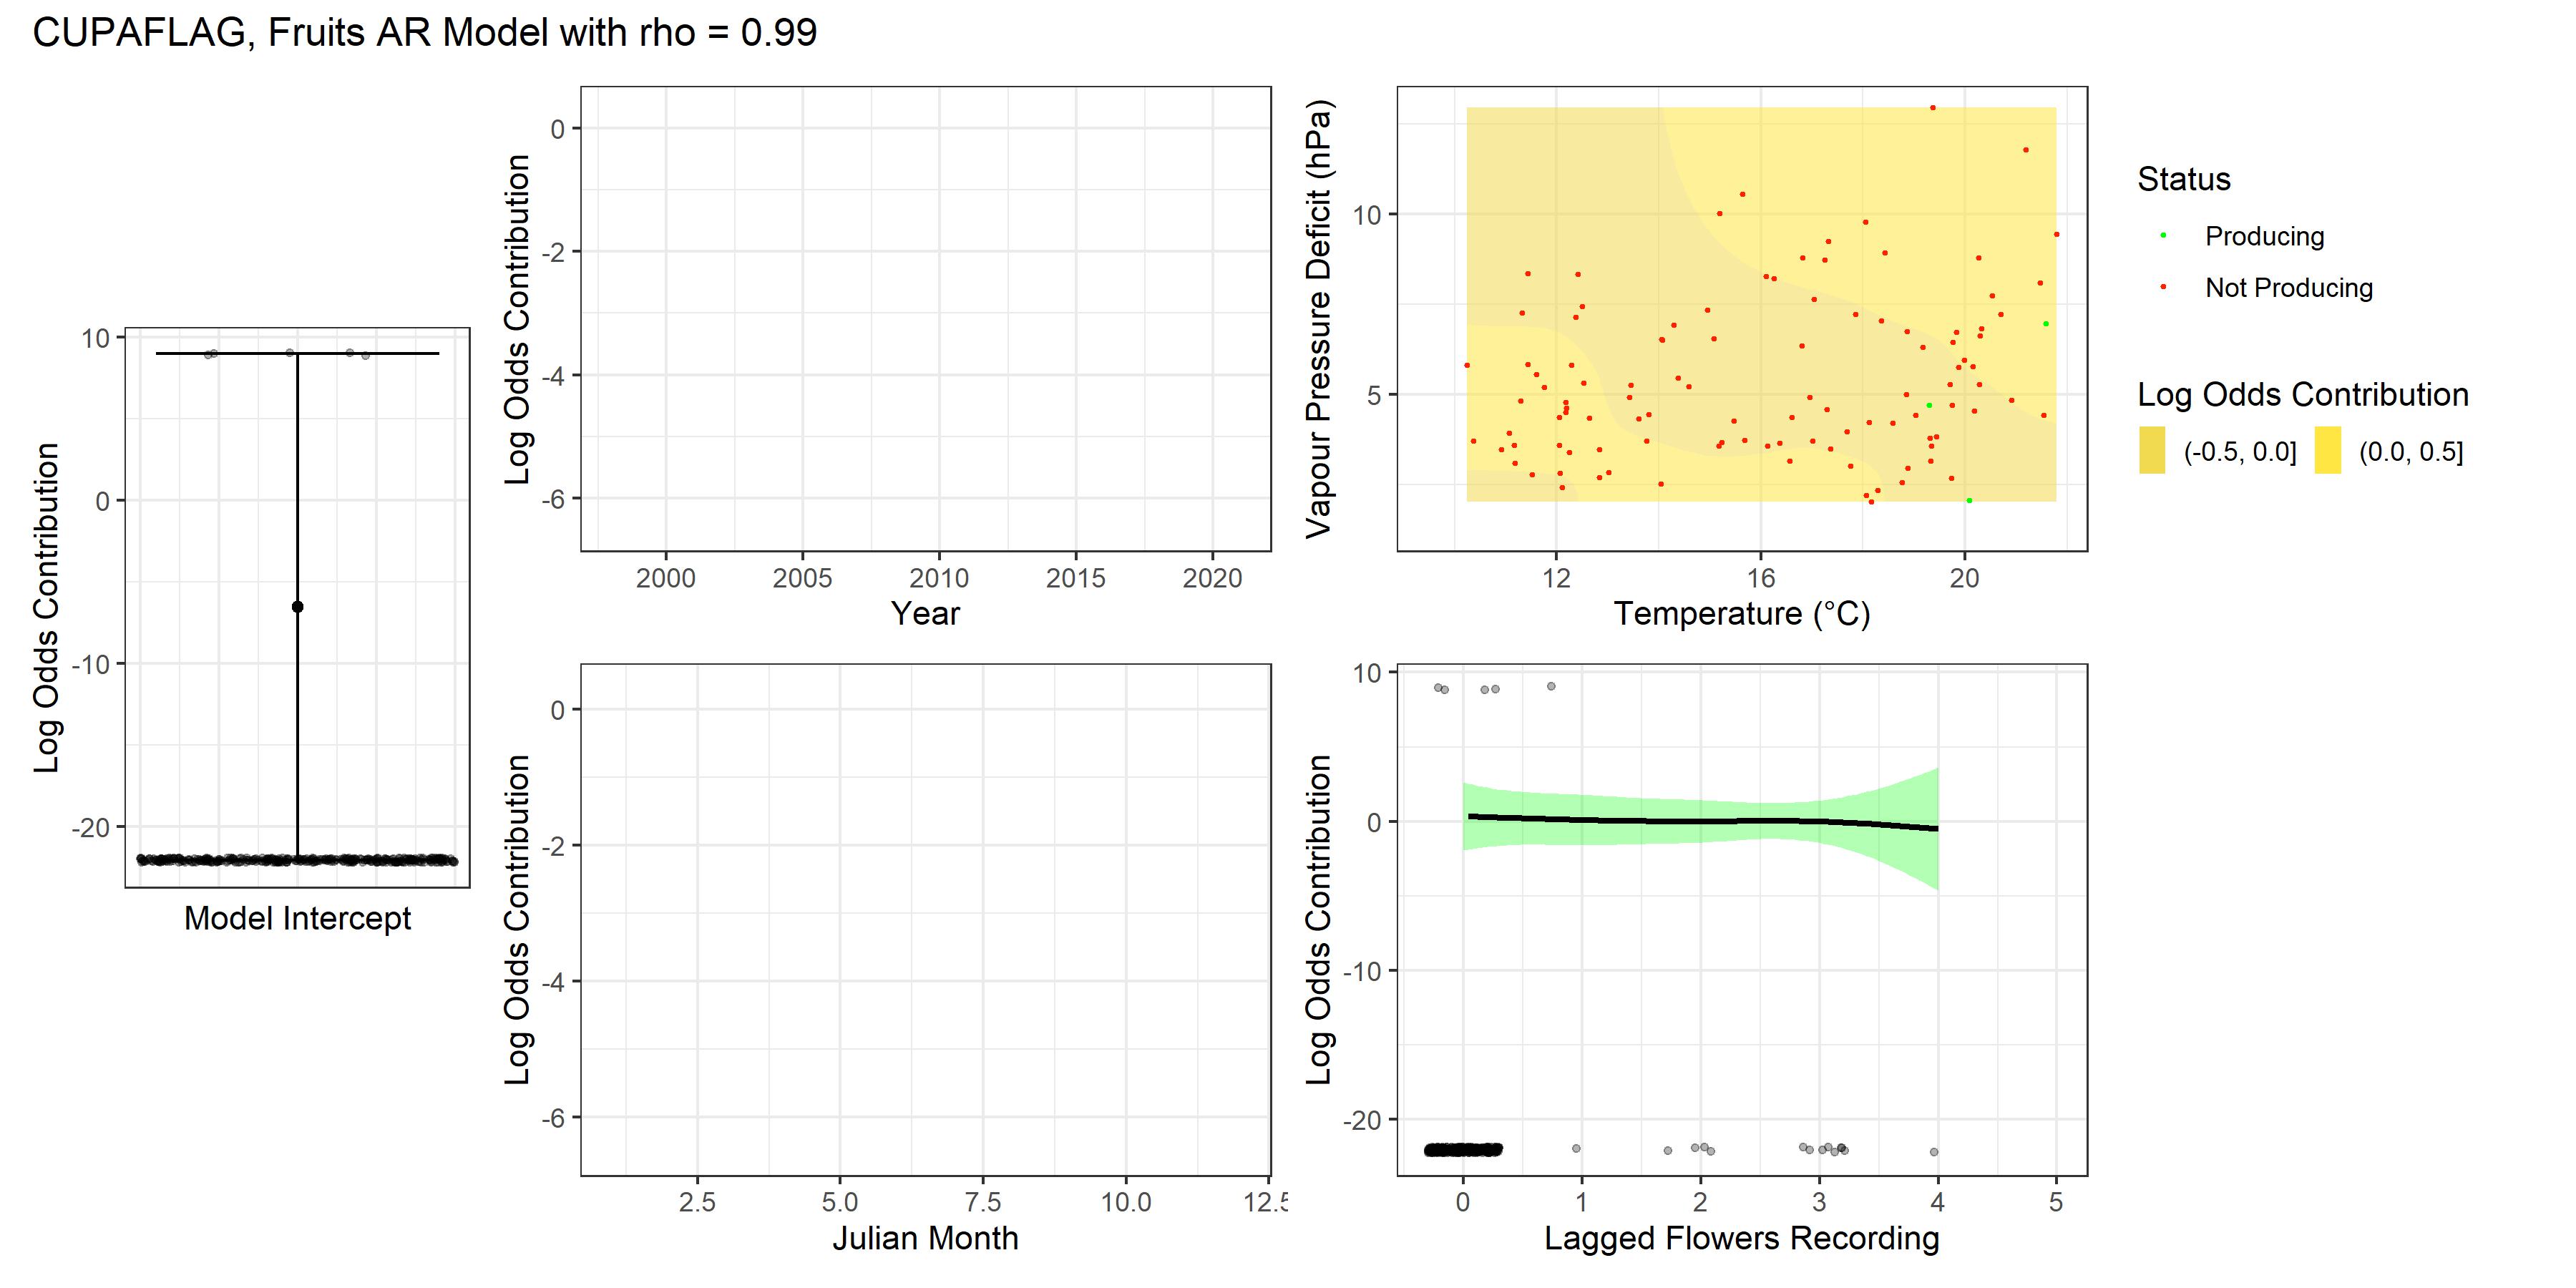 CUPAFLAG, Fruits AR Model with rho = 0.99
Log Odds Contribution
10
0
-10
-20
Model Intercept
Log Odds Contribution
0
-2
-4
-6
2000 2005 2010 2015 2020
Year
Vapour Pressure Deficit (hPa)
10
5
12 16 20
Temperature (°C)
Status
Producing
Not Producing
Log Odds Contribution
(-0.5, 0.0] (0.0, 0.5]
Log Odds Contribution
0
-2
-4
-6
2.5 5.0 7.5 10.0 12.5
Julian Month
Log Odds Contribution
10
0
-10
-20
0 1 2 3 4 5
Lagged Flowers Recording